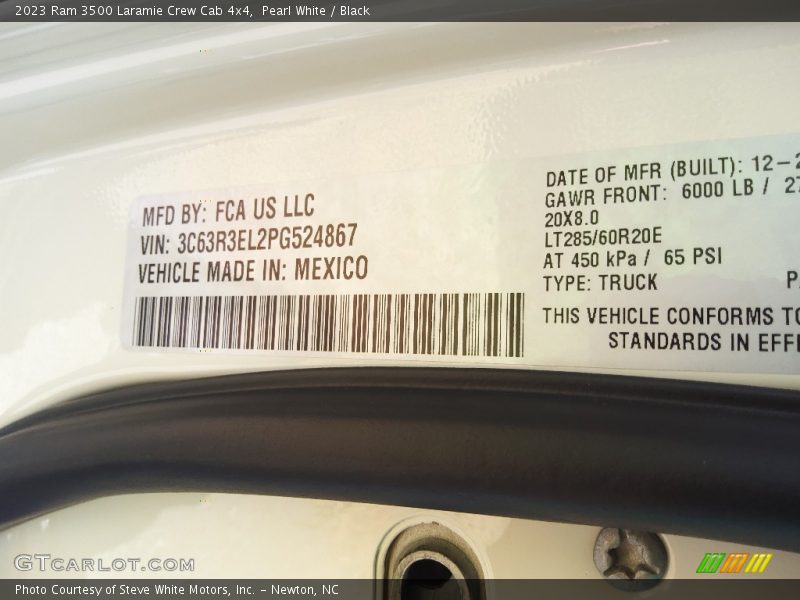 2023 Ram 3500 Laramie Crew Cab 4x4, Pearl White / Black
MFD BY: FCA US LLC
VIN: 3C63R3EL2PG524867
VEHICLE MADE IN: MEXICO
DATE OF MFR (BUILT): 12-2
GAWR FRONT: 6000 LB / 27
20X8.0
LT285/60R20E
AT 450 kPa / 65 PSI
TYPE: TRUCK
THIS VEHICLE CONFORMS TO
STANDARDS IN EFFE
GTCARLOT.COM
Photo Courtesy of Steve White Motors, Inc. – Newton, NC